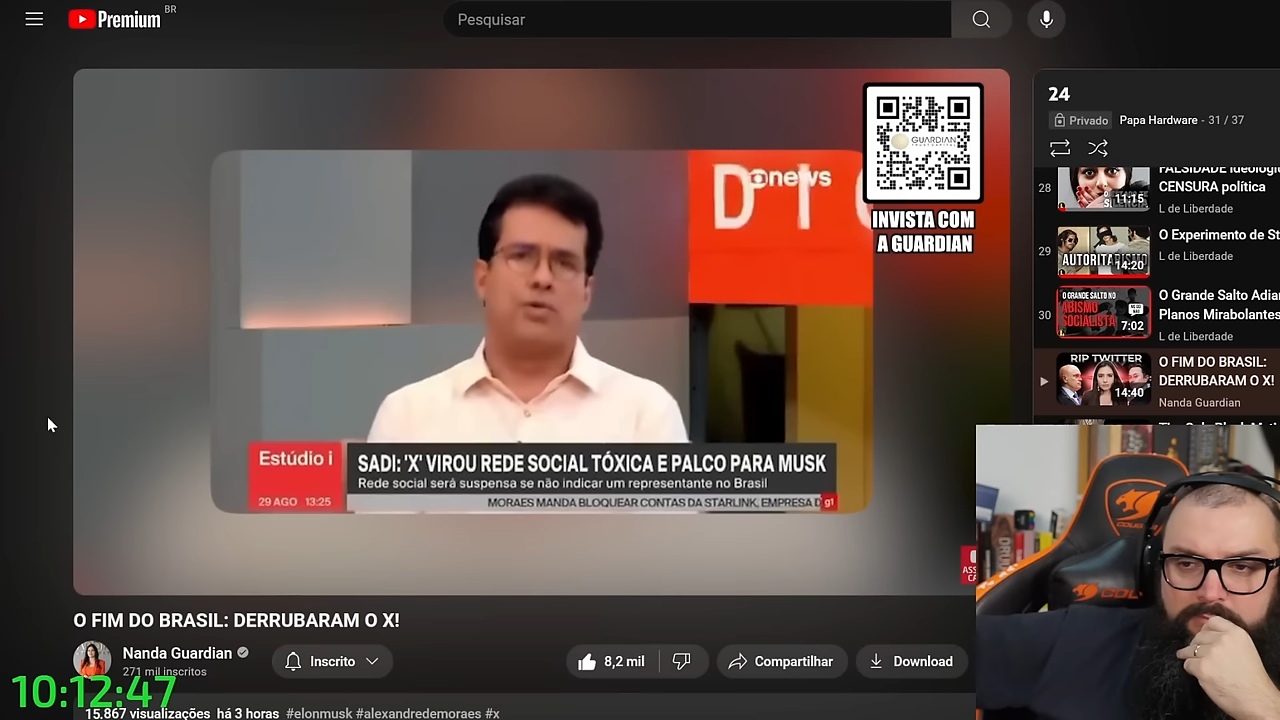 Premium
BR
Pesquisar
GUARDIAN
INVISTA COM
A GUARDIAN
news
D I
Estúdio i
29 AGO 13:25
SADI: 'X' VIROU REDE SOCIAL TÓXICA E PALCO PARA MUSK
Rede social será suspensa se não indicar um representante no Brasil
MORAES MANDA BLOQUEAR CONTAS DA STARLINK, EMPRESA D
g1
O FIM DO BRASIL: DERRUBARAM O X!
Nanda Guardian
271 mil inscritos
Inscrito
8,2 mil
Compartilhar
Download
10:12:47
15.867 visualizações há 3 horas #elonmusk #alexandredemoraes #x
24
Privado Papa Hardware - 31 / 37
28
11:15
CENSURA política
L de Liberdade
29
AUTORITARISMO
14:20
O Experimento de St
L de Liberdade
30
O GRANDE SALTO NO
ABISMO
SOCIALISTA
7:02
O Grande Salto Adia
Planos Mirabolantes
L de Liberdade
RIP TWITTER
14:40
O FIM DO BRASIL:
DERRUBARAM O X!
Nanda Guardian
COUGAR